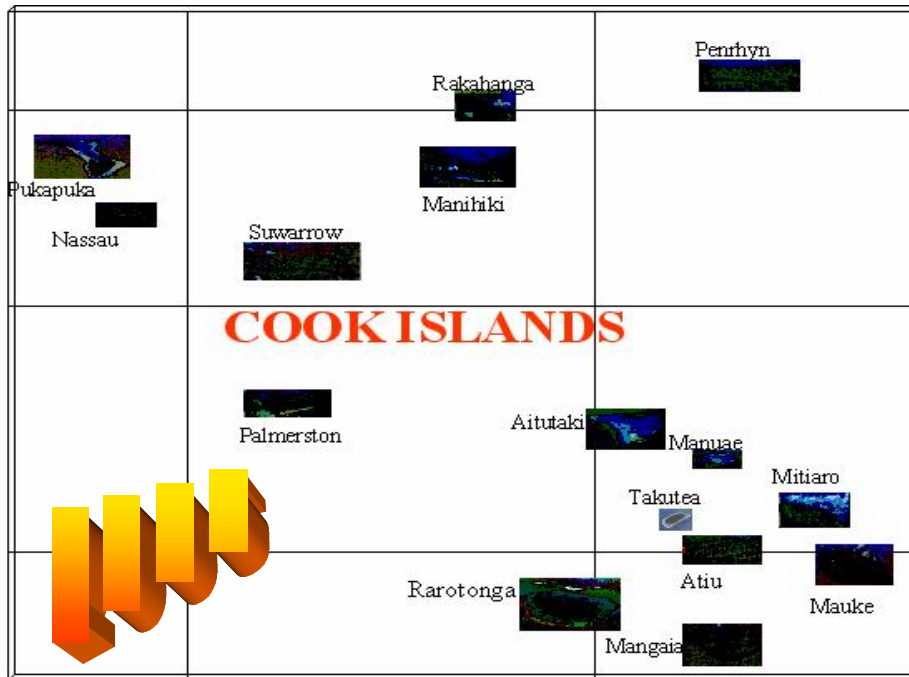 Penrhyn
Rakahanga
Pukapuka
Manihiki
Nassau
Suwarrow
COOK ISLANDS
Palmerston
Aitutaki
Manuae
Mitiaro
Takutea
Atiu
Rarotonga
Mauke
Mangaia